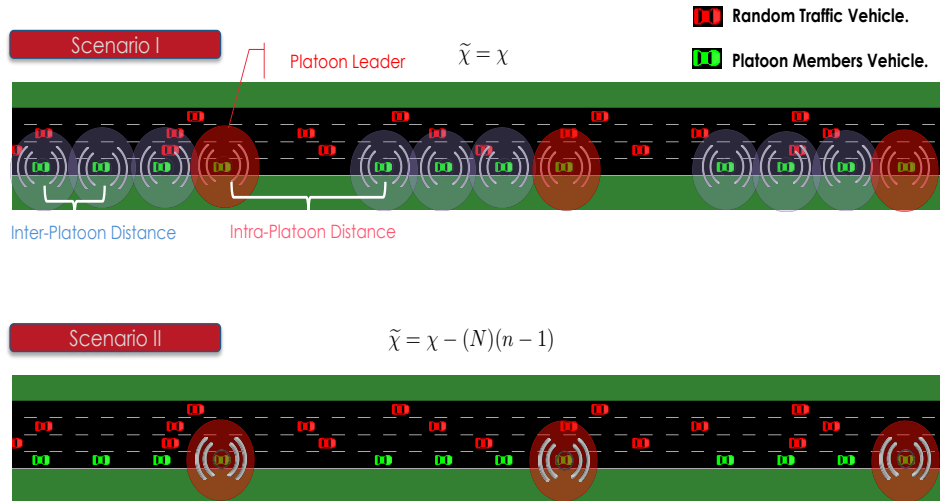 Random Traffic Vehicle.
Scenario I
Platoon Leader
χ̃ = χ
Platoon Members Vehicle.
Inter-Platoon Distance
Intra-Platoon Distance
Scenario II
χ̃ = χ − (N)(n − 1)